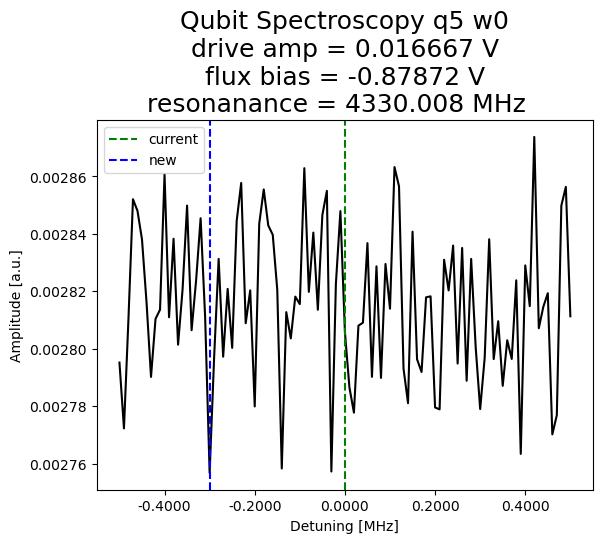 Qubit Spectroscopy q5 w0
drive amp = 0.016667 V
flux bias = -0.87872 V
resonanance = 4330.008 MHz
current
new
0.00286
0.00284
0.00282
0.00280
0.00278
0.00276
Amplitude [a.u.]
-0.4000 -0.2000 0.0000 0.2000 0.4000
Detuning [MHz]